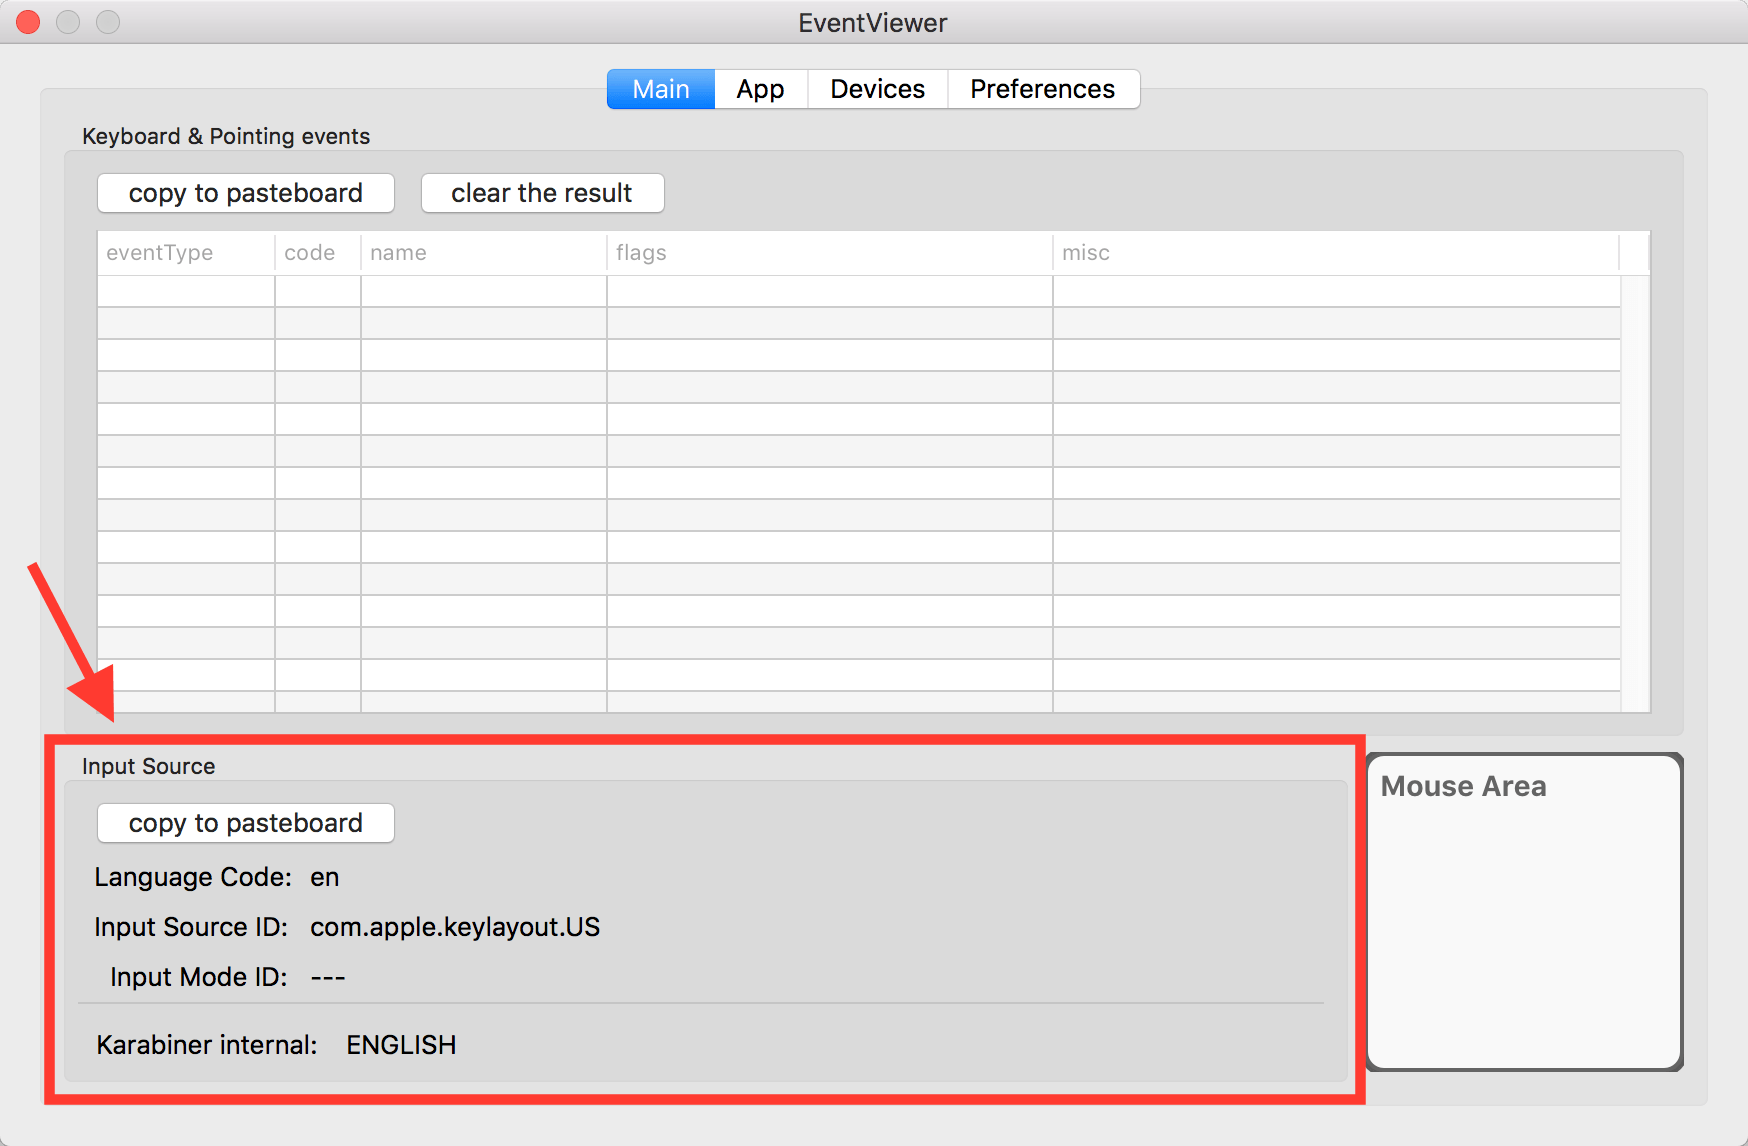 EventViewer
Main App Devices Preferences
Keyboard & Pointing events
copy to pasteboard clear the result
eventType code name flags misc
Input Source
Mouse Area
copy to pasteboard
Language Code: en
Input Source ID: com.apple.keylayout.US
Input Mode ID: ---
Karabiner internal: ENGLISH